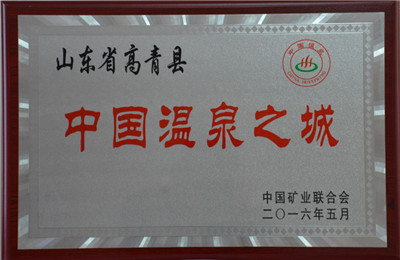 山东省高青县
中国温泉之城
中国矿业联合会
二〇一六年五月